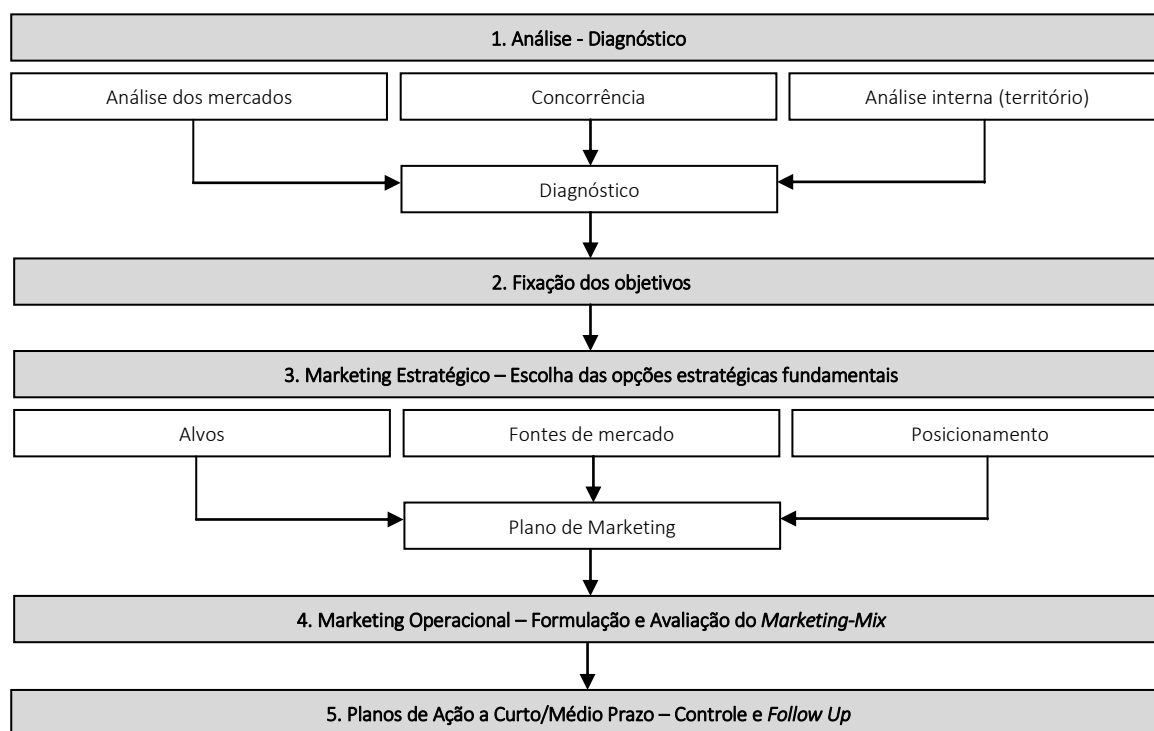 1. Análise - Diagnóstico
Análise dos mercados
Concorrência
Análise interna (território)
Diagnóstico
2. Fixação dos objetivos
3. Marketing Estratégico – Escolha das opções estratégicas fundamentais
Alvos
Fontes de mercado
Posicionamento
Plano de Marketing
4. Marketing Operacional – Formulação e Avaliação do Marketing-Mix
5. Planos de Ação a Curto/Médio Prazo – Controle e Follow Up